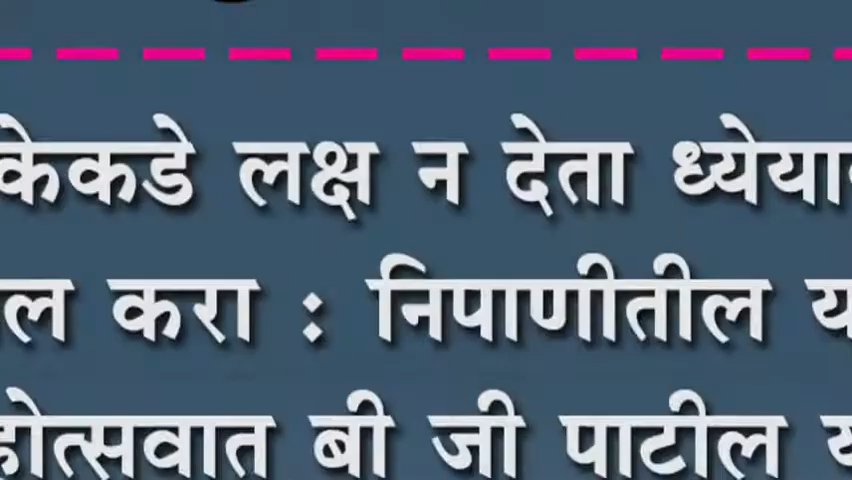 केकडे लक्ष न देता ध्येया
ल करा : निपाणीतील य
होत्सवात बी जी पाटील य